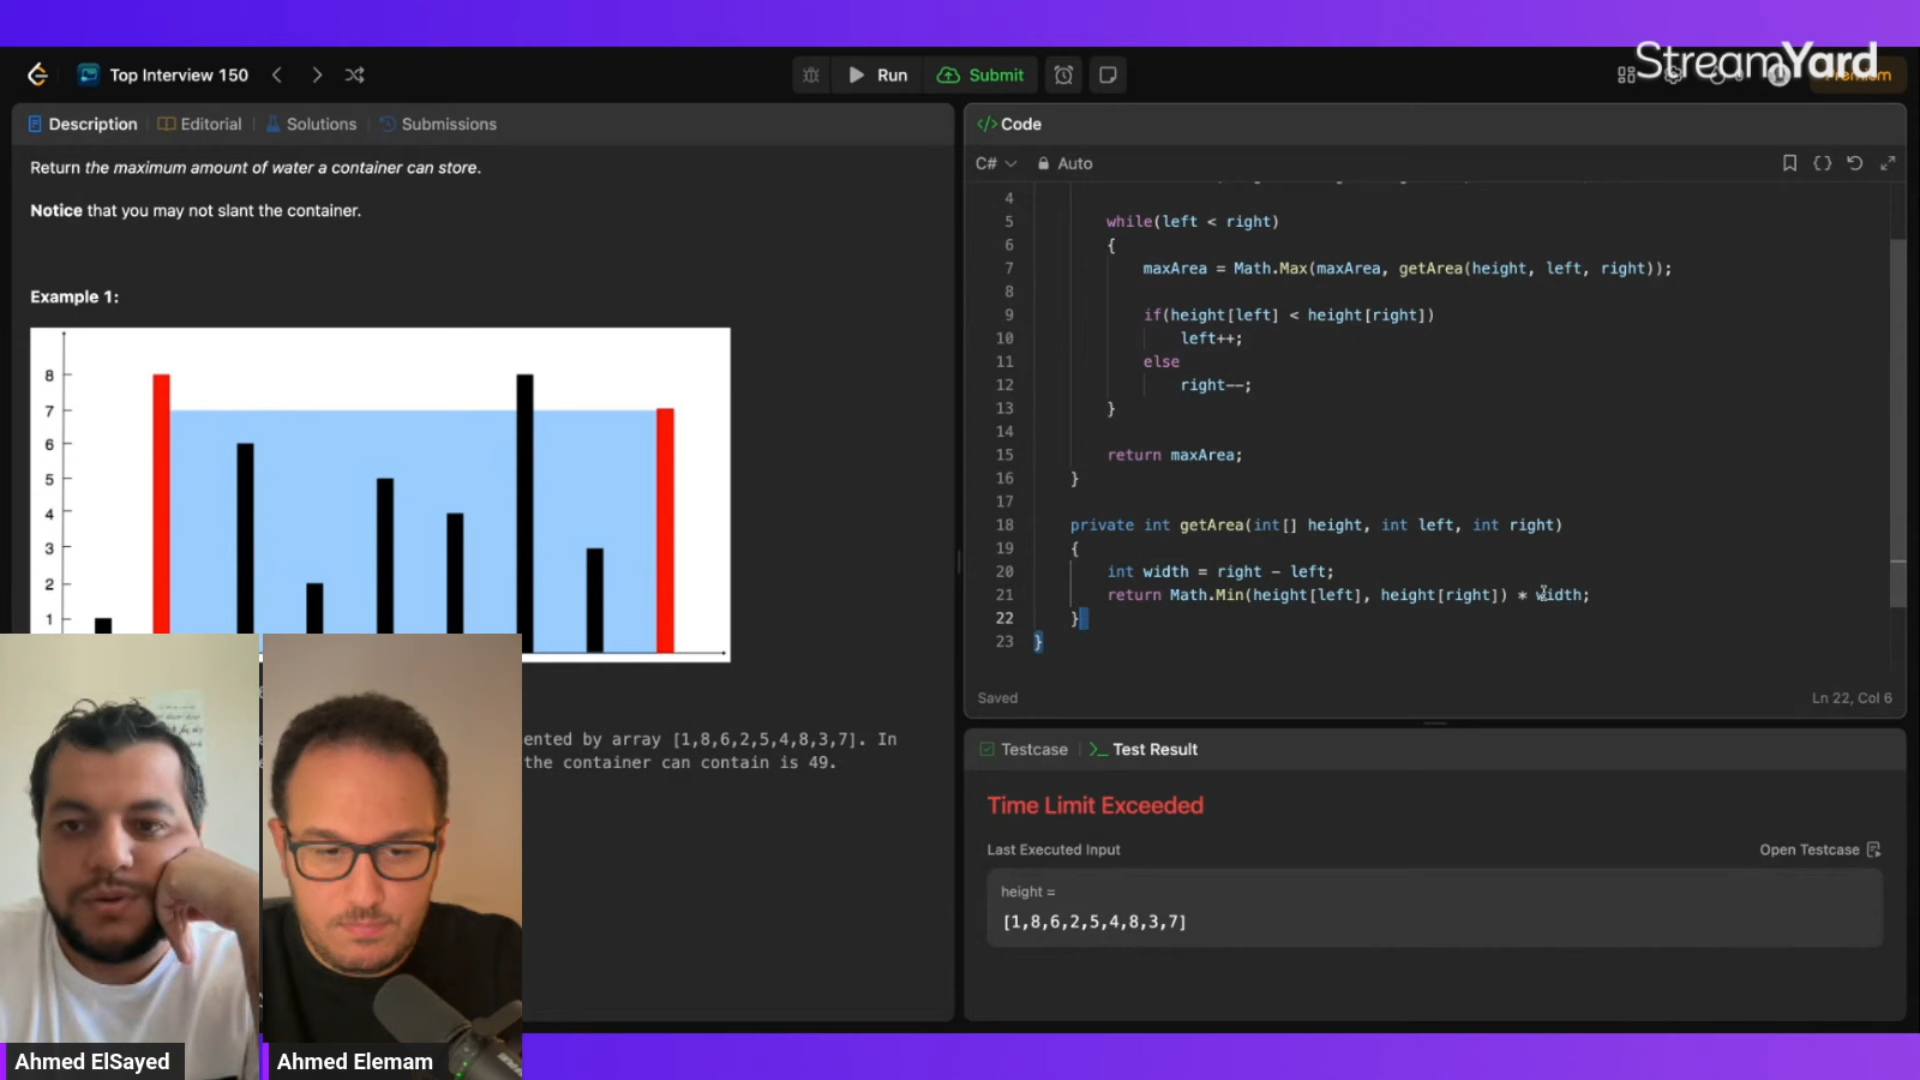 StreamYard
Top Interview 150
Run
Submit
Description
Editorial
Solutions
Submissions
Return the maximum amount of water a container can store.
Notice that you may not slant the container.
Example 1:
8
7
6
5
4
3
2
1
ented by array [1,8,6,2,5,4,8,3,7]. In
the container can contain is 49.
</> Code
C#
Auto
4
5 while(left < right)
6 {
7 maxArea = Math.Max(maxArea, getArea(height, left, right));
8
9 if(height[left] < height[right])
10 left++;
11 else
12 right--;
13 }
14
15 return maxArea;
16 }
17
18 private int getArea(int[] height, int left, int right)
19 {
20 int width = right - left;
21 return Math.Min(height[left], height[right]) * width;
22 }
23 }
Saved
Ln 22, Col 6
Testcase
>_ Test Result
Time Limit Exceeded
Last Executed Input
Open Testcase
height =
[1,8,6,2,5,4,8,3,7]
Ahmed ElSayed
Ahmed Elemam